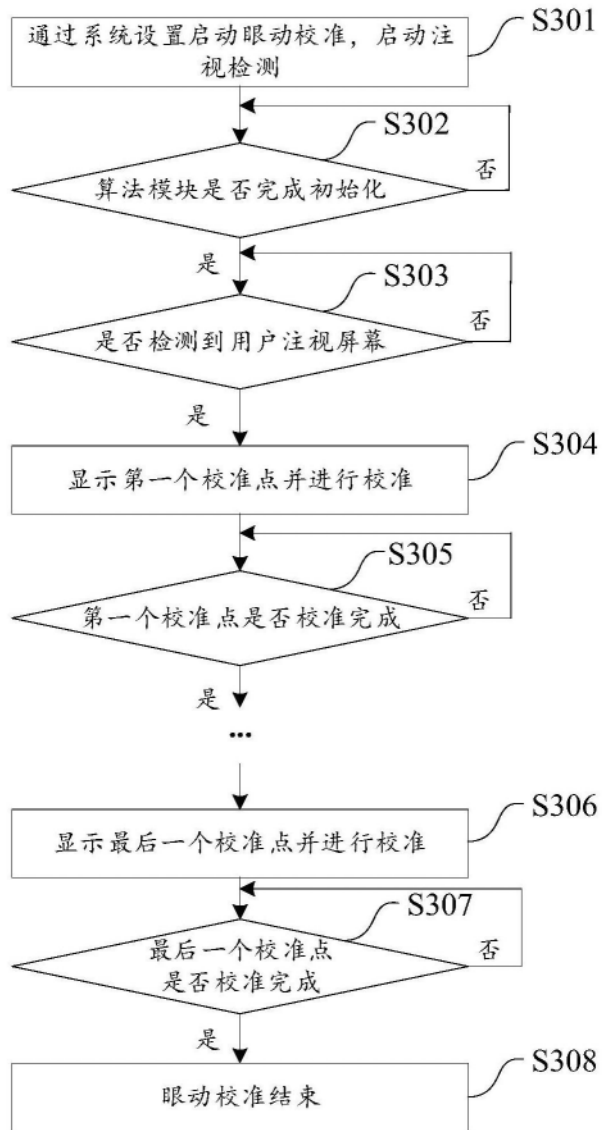 通过系统设置启动眼动校准，启动注
视检测
S301
S302
算法模块是否完成初始化
否
是
S303
是否检测到用户注视屏幕
否
是
S304
显示第一个校准点并进行校准
S305
第一个校准点是否校准完成
否
是
...
S306
显示最后一个校准点并进行校准
S307
最后一个校准点
是否校准完成
否
是
S308
眼动校准结束